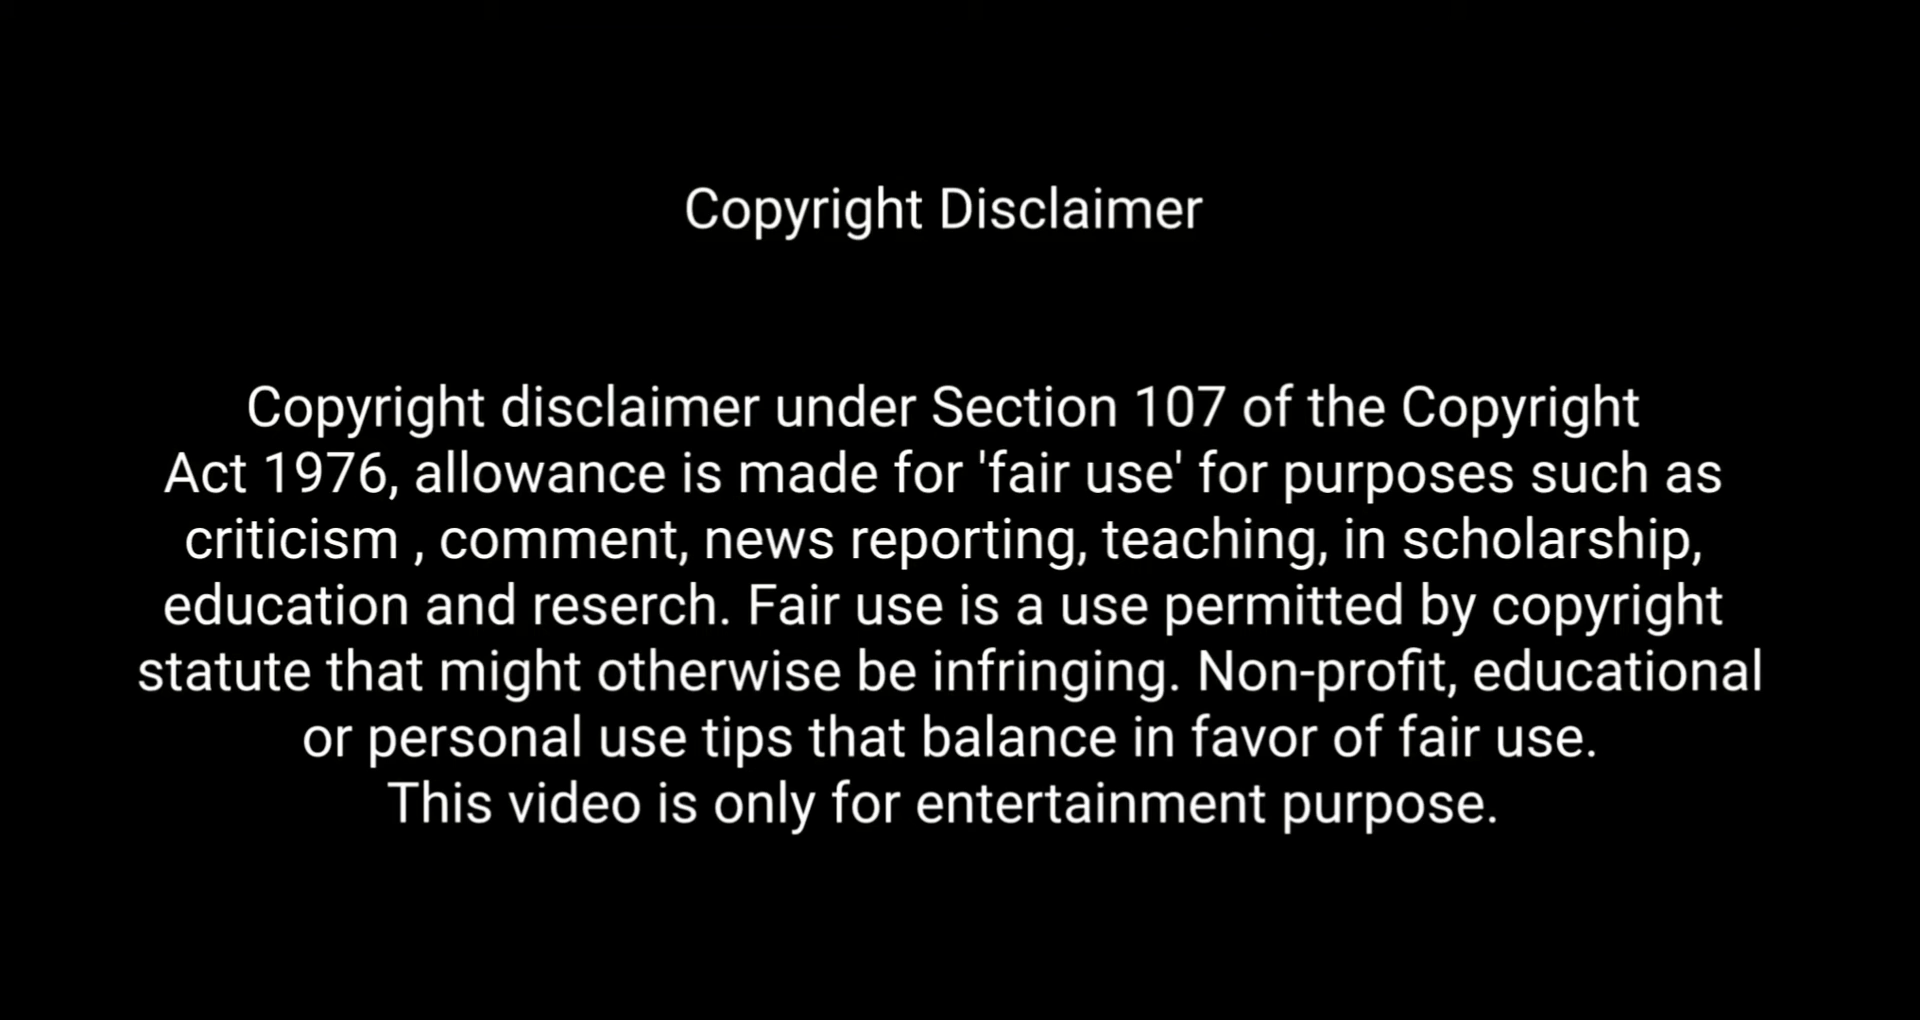 Copyright Disclaimer
Copyright disclaimer under Section 107 of the Copyright
Act 1976, allowance is made for 'fair use' for purposes such as
criticism , comment, news reporting, teaching, in scholarship,
education and reserch. Fair use is a use permitted by copyright
statute that might otherwise be infringing. Non-profit, educational
or personal use tips that balance in favor of fair use.
This video is only for entertainment purpose.